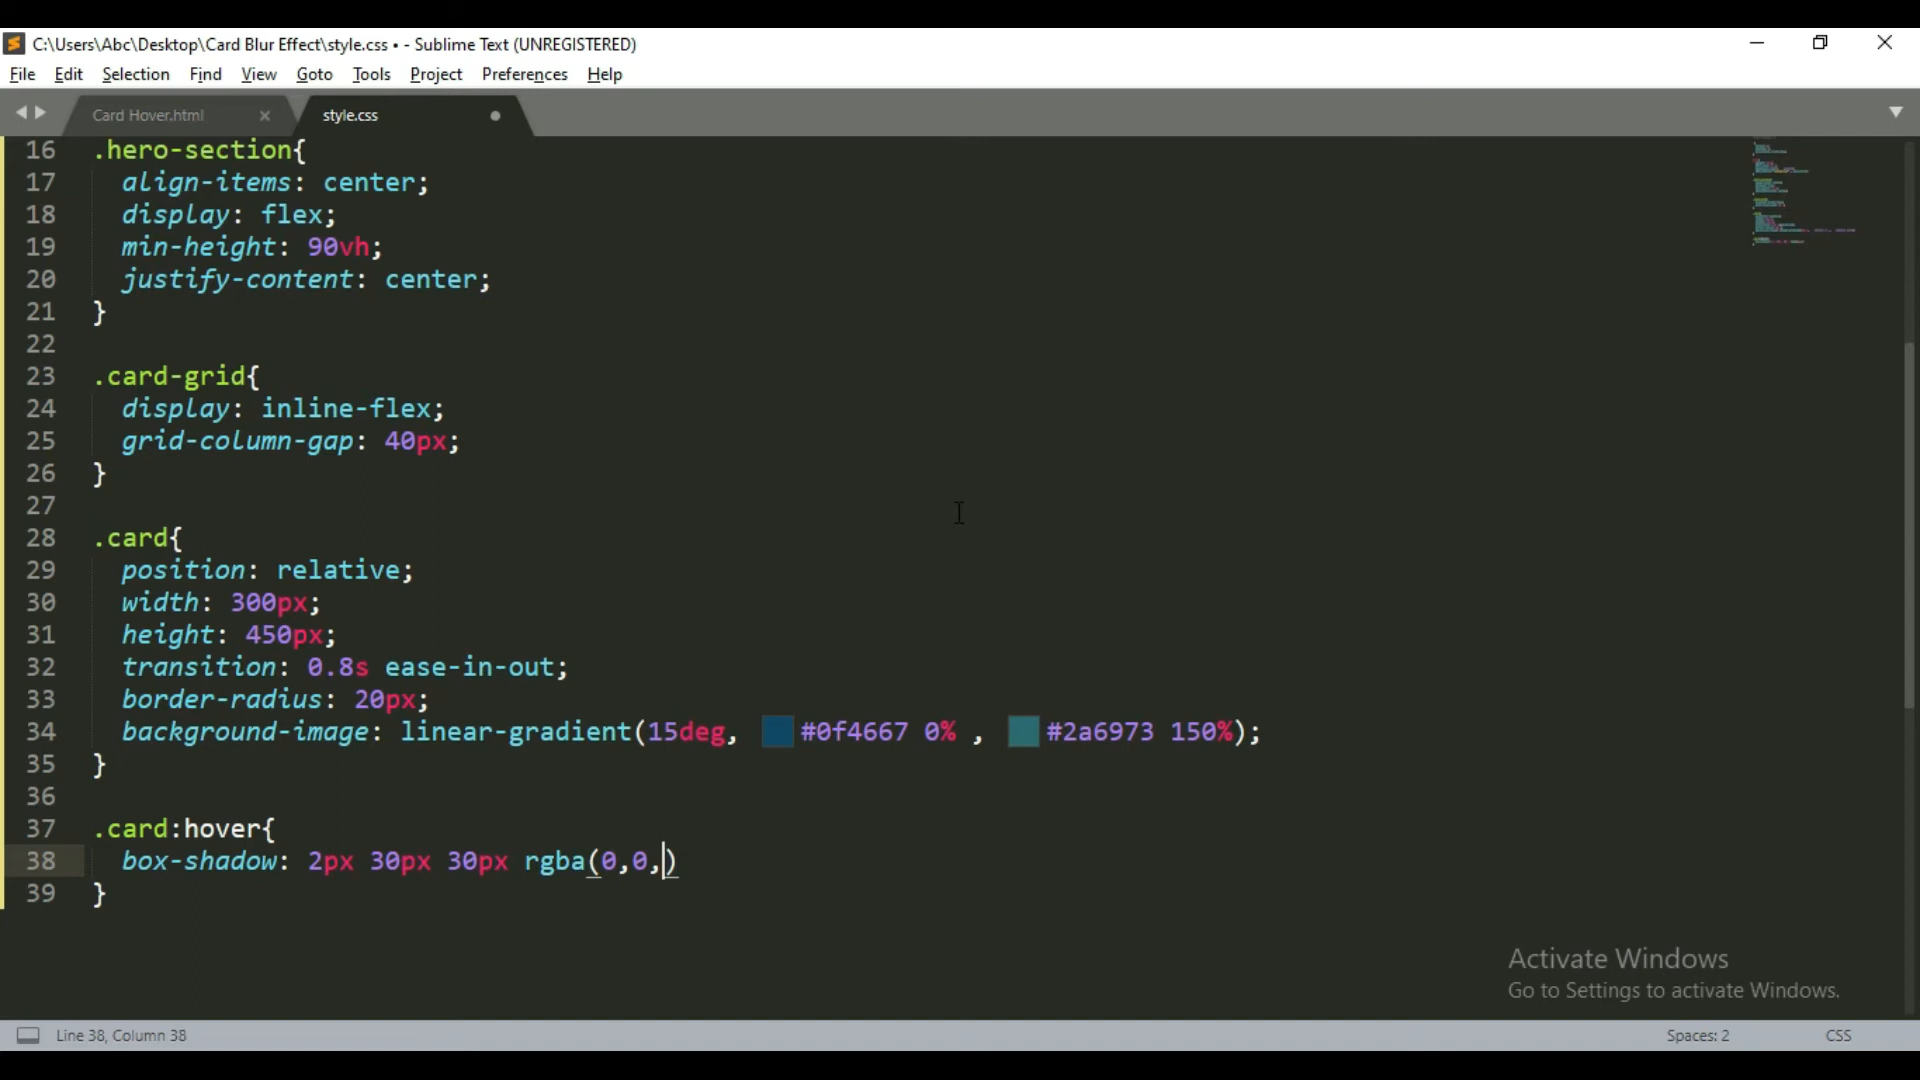 C:\Users\Abc\Desktop\Card Blur Effect\style.css • - Sublime Text (UNREGISTERED)
File Edit Selection Find View Goto Tools Project Preferences Help
Card Hover.html × style.css
16 .hero-section{
17 align-items: center;
18 display: flex;
19 min-height: 90vh;
20 justify-content: center;
21 }
22
23 .card-grid{
24 display: inline-flex;
25 grid-column-gap: 40px;
26 }
27
28 .card{
29 position: relative;
30 width: 300px;
31 height: 450px;
32 transition: 0.8s ease-in-out;
33 border-radius: 20px;
34 background-image: linear-gradient(15deg, #0f4667 0% , #2a6973 150%);
35 }
36
37 .card:hover{
38 box-shadow: 2px 30px 30px rgba(0,0,)
39 }
Activate Windows
Go to Settings to activate Windows.
Line 38, Column 38 Spaces: 2 CSS